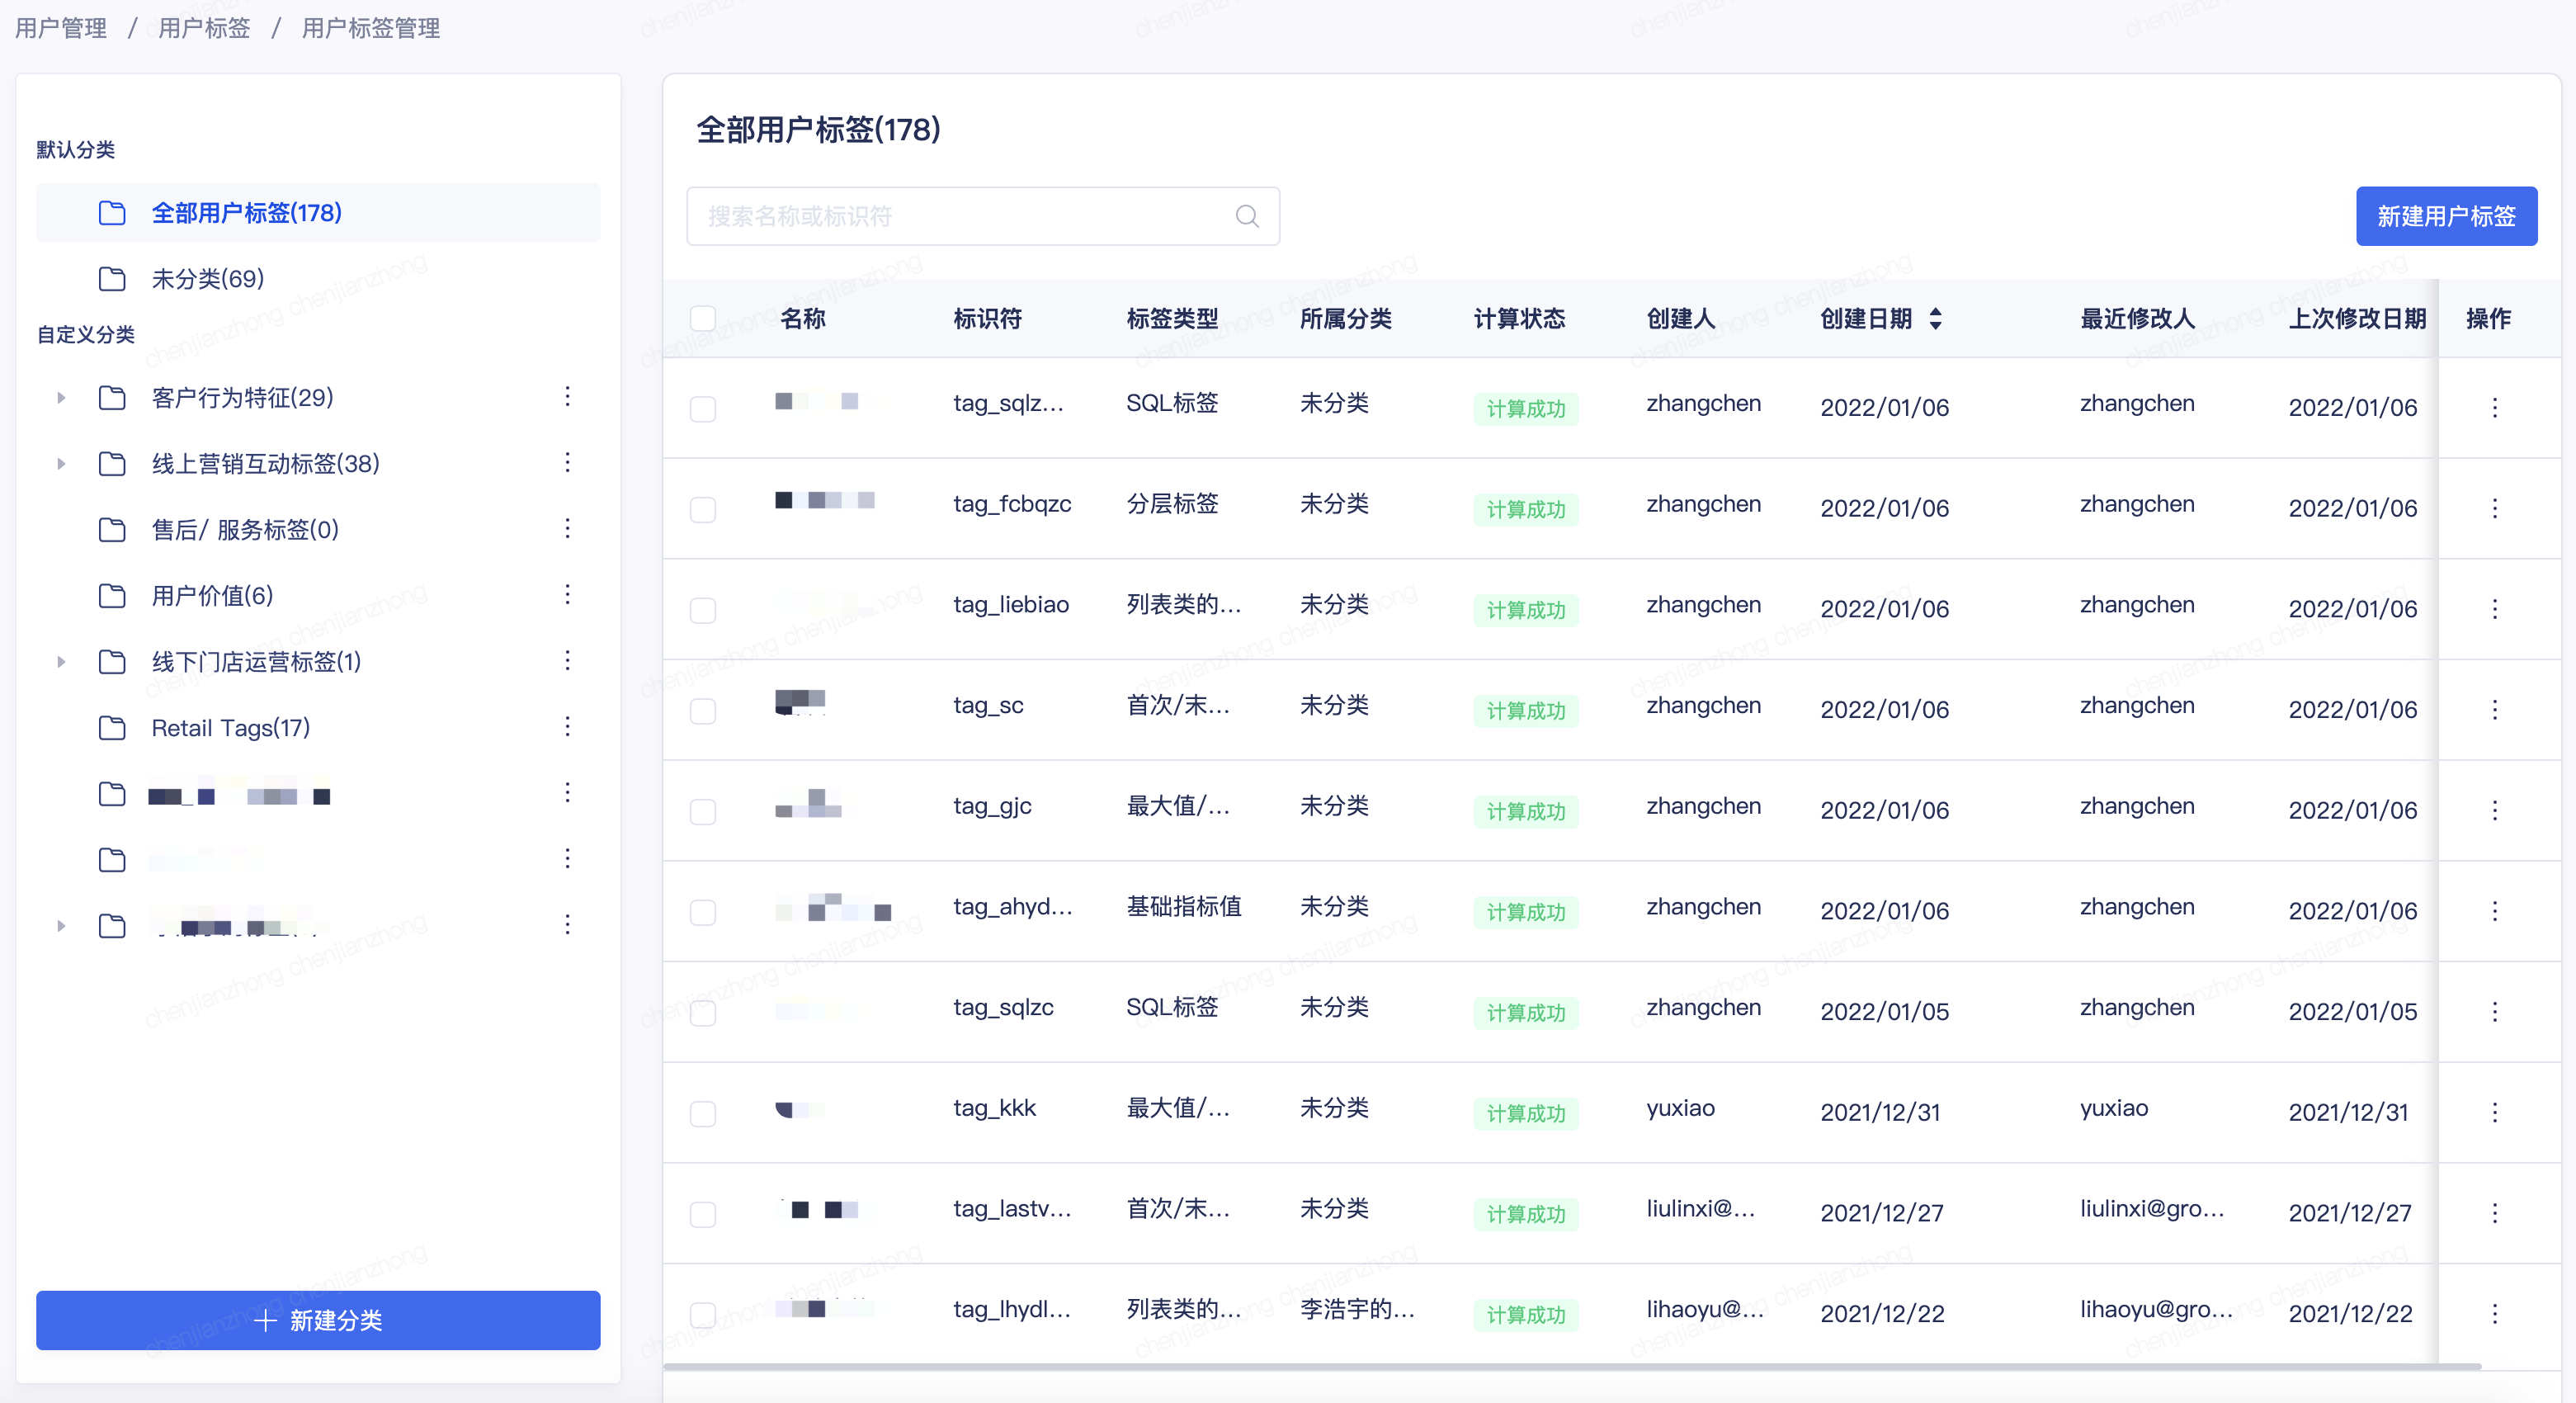 用户管理 / 用户标签 / 用户标签管理
默认分类
全部用户标签(178)
未分类(69)
自定义分类
客户行为特征(29)
线上营销互动标签(38)
售后/ 服务标签(0)
用户价值(6)
线下门店运营标签(1)
Retail Tags(17)
新建分类
全部用户标签(178)
搜索名称或标识符
新建用户标签
名称 标识符 标签类型 所属分类 计算状态 创建人 创建日期 最近修改人 上次修改日期 操作
tag_sqlz... SQL标签 未分类 计算成功 zhangchen 2022/01/06 zhangchen 2022/01/06
tag_fcbqzc 分层标签 未分类 计算成功 zhangchen 2022/01/06 zhangchen 2022/01/06
tag_liebiao 列表类的... 未分类 计算成功 zhangchen 2022/01/06 zhangchen 2022/01/06
tag_sc 首次/末... 未分类 计算成功 zhangchen 2022/01/06 zhangchen 2022/01/06
tag_gjc 最大值/... 未分类 计算成功 zhangchen 2022/01/06 zhangchen 2022/01/06
tag_ahyd... 基础指标值 未分类 计算成功 zhangchen 2022/01/06 zhangchen 2022/01/06
tag_sqlzc SQL标签 未分类 计算成功 zhangchen 2022/01/05 zhangchen 2022/01/05
tag_kkk 最大值/... 未分类 计算成功 yuxiao 2021/12/31 yuxiao 2021/12/31
tag_lastv... 首次/末... 未分类 计算成功 liulinxi@... 2021/12/27 liulinxi@gro... 2021/12/27
tag_lhydl... 列表类的... 李浩宇的... 计算成功 lihaoyu@... 2021/12/22 lihaoyu@gro... 2021/12/22
chenjianzhong chenjianzhong